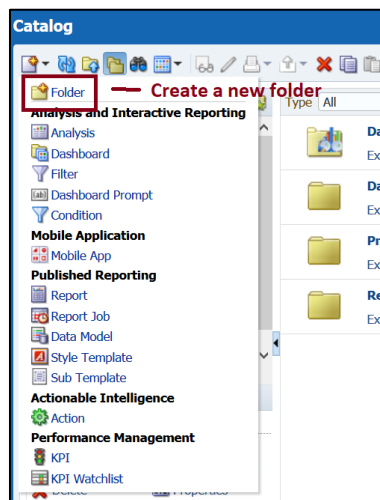 Catalog
Folder
Create a new folder
Type All
Analysis and Interactive Reporting
Analysis
Dashboard
Filter
Dashboard Prompt
Condition
Mobile Application
Mobile App
Published Reporting
Report
Report Job
Data Model
Style Template
Sub Template
Actionable Intelligence
Action
Performance Management
KPI
KPI Watchlist
Delete
Properties
Da
Ex
Da
Ex
Pr
Ex
Re
Ex